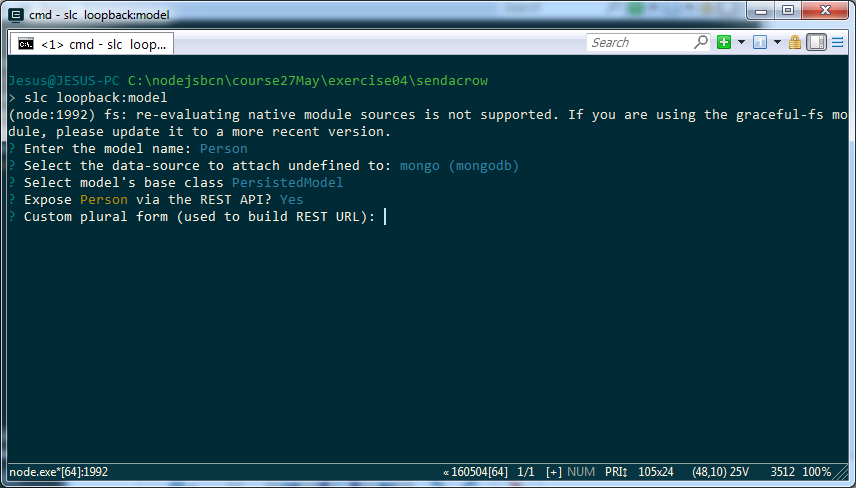 cmd - slc loopback:model
<1> cmd - slc loop...
Search
Jesus@JESUS-PC C:\nodejsbcn\course27May\exercise04\sendacrow
> slc loopback:model
(node:1992) fs: re-evaluating native module sources is not supported. If you are using the graceful-fs mo
dule, please update it to a more recent version.
? Enter the model name: Person
? Select the data-source to attach undefined to: mongo (mongodb)
? Select model's base class PersistedModel
? Expose Person via the REST API? Yes
? Custom plural form (used to build REST URL):
node.exe*[64]:1992 « 160504[64] 1/1 [+] NUM PRI↕ 105x24 (48,10) 25V 3512 100%